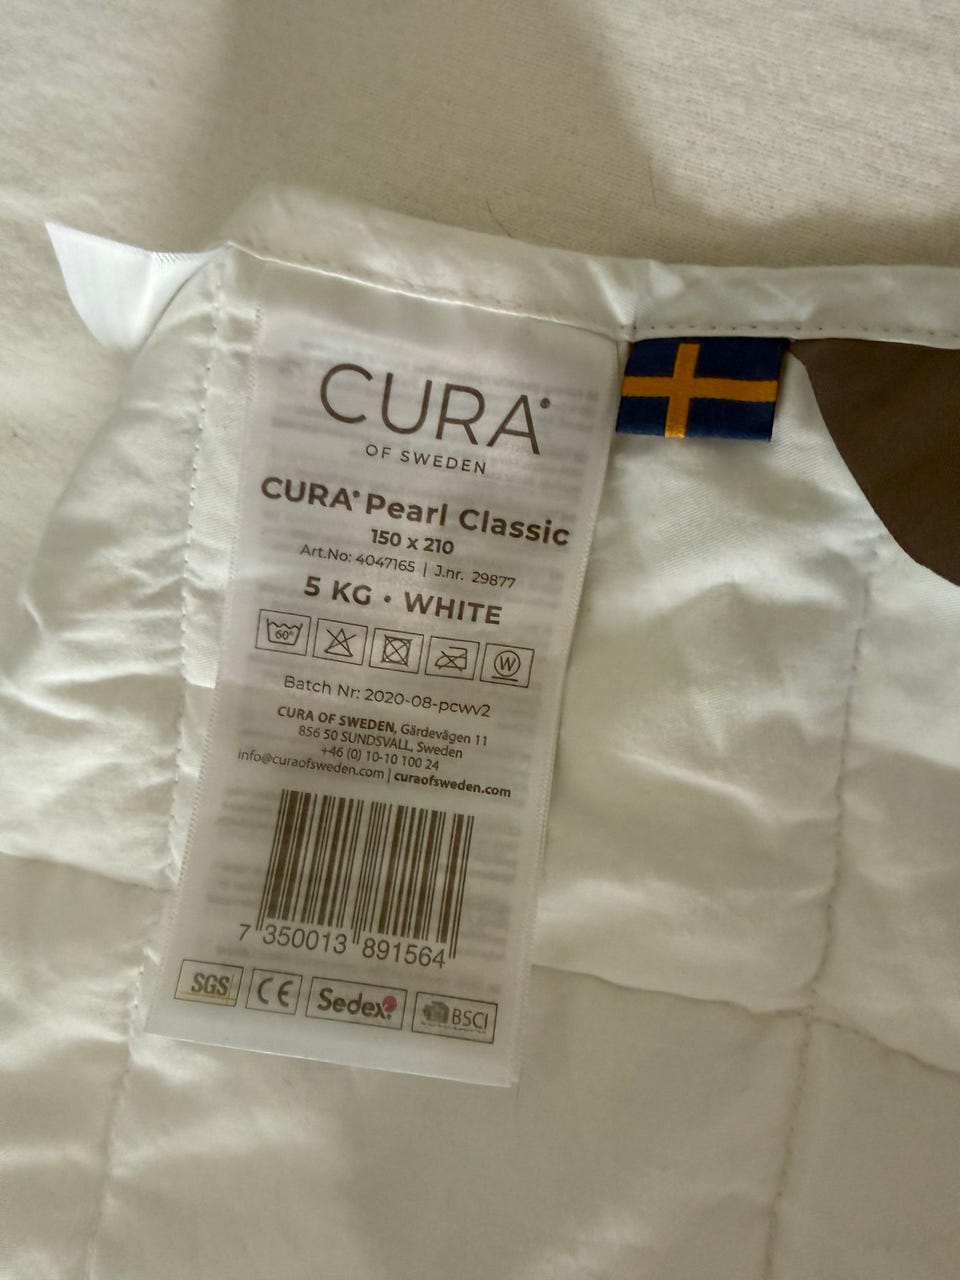 CURA®
OF SWEDEN
CURA® Pearl Classic
150 x 210
Art.No: 4047165 | J.nr. 29877
5 KG • WHITE
60°
W
Batch Nr: 2020-08-pcwv2
CURA OF SWEDEN, Gärdevägen 11
856 50 SUNDSVALL, Sweden
+46 (0) 10-10 100 24
info@curaofsweden.com | curaofsweden.com
7 350013 891564
SGS CE Sedex BSCI